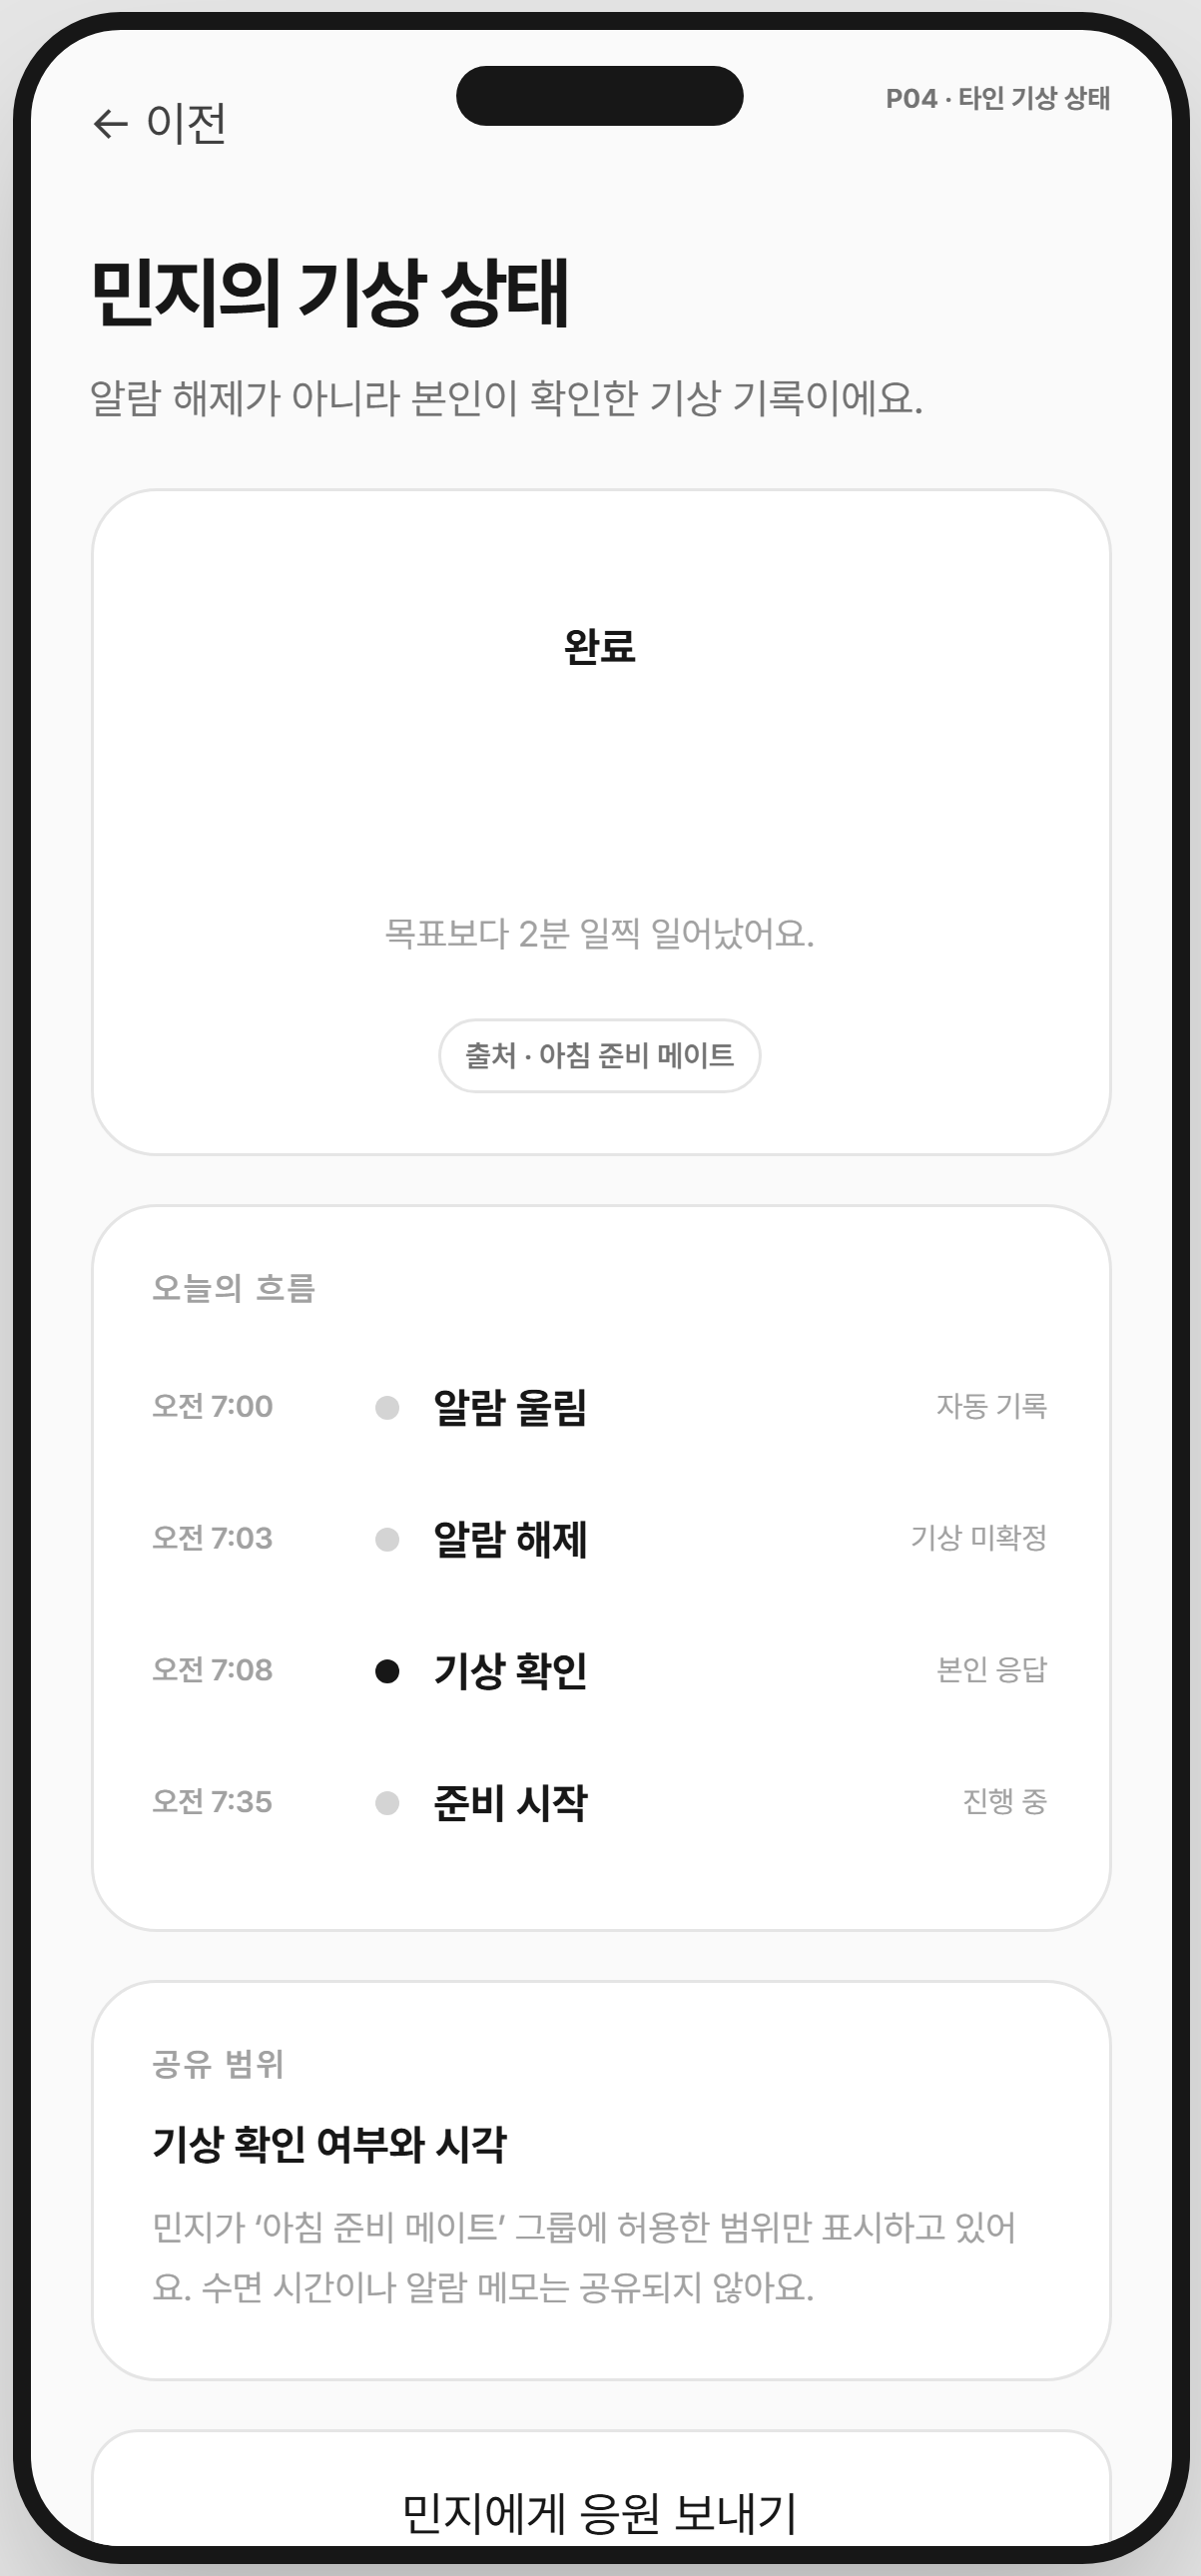 ← 이전
P04 · 타인 기상 상태
민지의 기상 상태
알람 해제가 아니라 본인이 확인한 기상 기록이에요.
완료
목표보다 2분 일찍 일어났어요.
출처 · 아침 준비 메이트
오늘의 흐름
오전 7:00 알람 울림 자동 기록
오전 7:03 알람 해제 기상 미확정
오전 7:08 기상 확인 본인 응답
오전 7:35 준비 시작 진행 중
공유 범위
기상 확인 여부와 시각
민지가 ‘아침 준비 메이트’ 그룹에 허용한 범위만 표시하고 있어
요. 수면 시간이나 알람 메모는 공유되지 않아요.
민지에게 응원 보내기